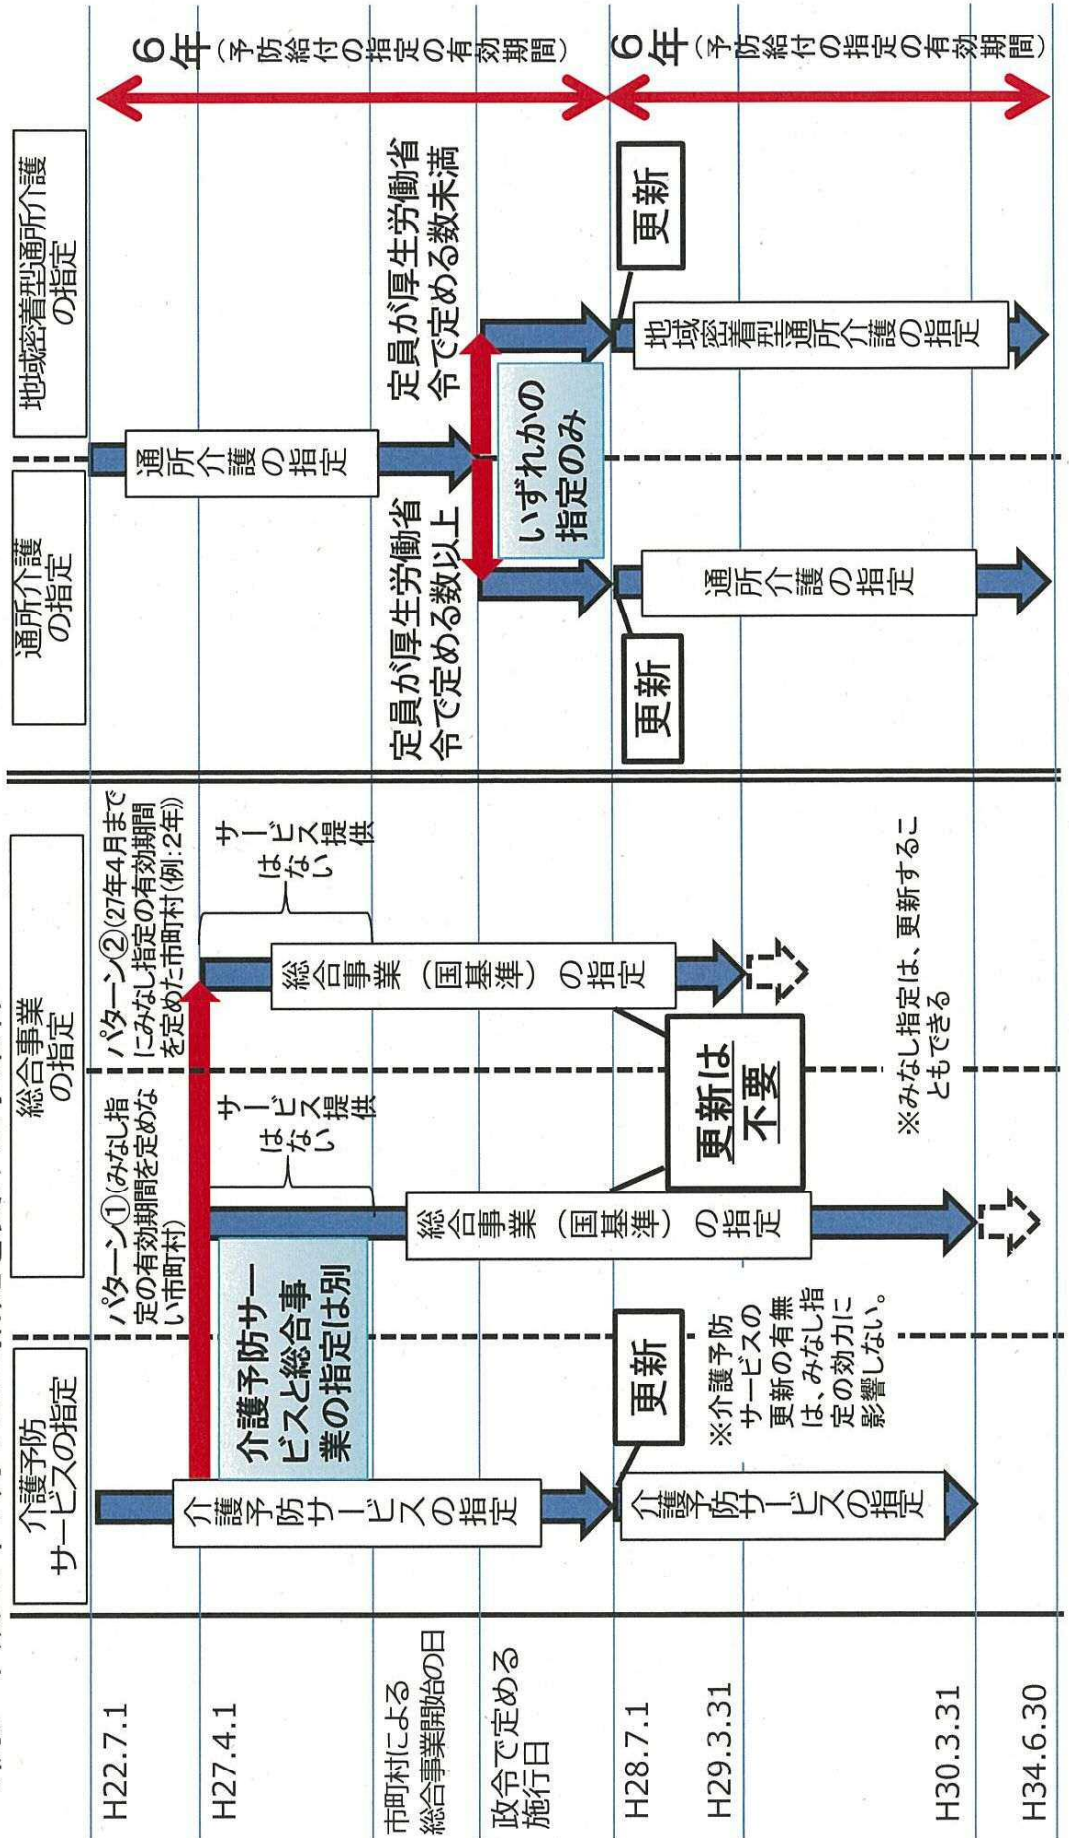 介護予防
サービスの指定
総合事業
の指定
通所介護
の指定
地域密着型通所介護
の指定
H22.7.1
H27.4.1
市町村による
総合事業開始の日
政令で定める
施行日
H28.7.1
H29.3.31
H30.3.31
H34.6.30
介護予防サービスの指定
更新
介護予防サービスの指定
※介護予防
サービスの
更新の有無
は、みなし指
定の効力に
影響しない。
介護予防サー
ビスと総合事
業の指定は別
パターン①(みなし指
定の有効期間を定めな
い市町村)
サービス提供
はない
総合事業（国基準）の指定
パターン②(27年4月まで
にみなし指定の有効期間
を定めた市町村(例:2年))
サービス提供
はない
総合事業（国基準）の指定
更新は
不要
※みなし指定は、更新するこ
ともできる
通所介護の指定
定員が厚生労働省
令で定める数以上
定員が厚生労働省
令で定める数未満
いずれかの
指定のみ
更新
通所介護の指定
更新
地域密着型通所介護の指定
6年(予防給付の指定の有効期間)
6年(予防給付の指定の有効期間)